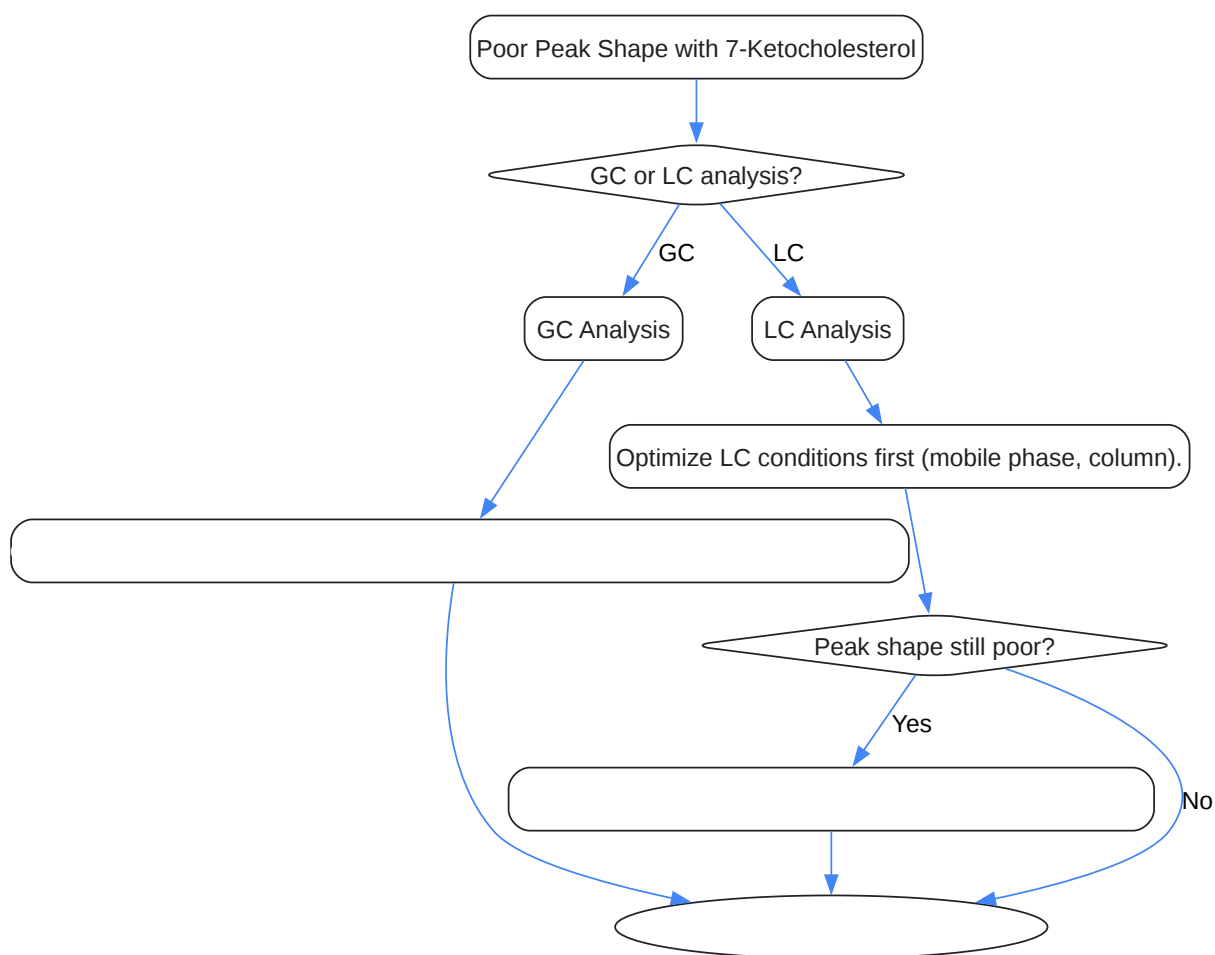 Poor Peak Shape with 7-Ketocholesterol
GC or LC analysis?
GC
LC
GC Analysis
LC Analysis
Optimize LC conditions first (mobile phase, column).
Peak shape still poor?
Yes
No